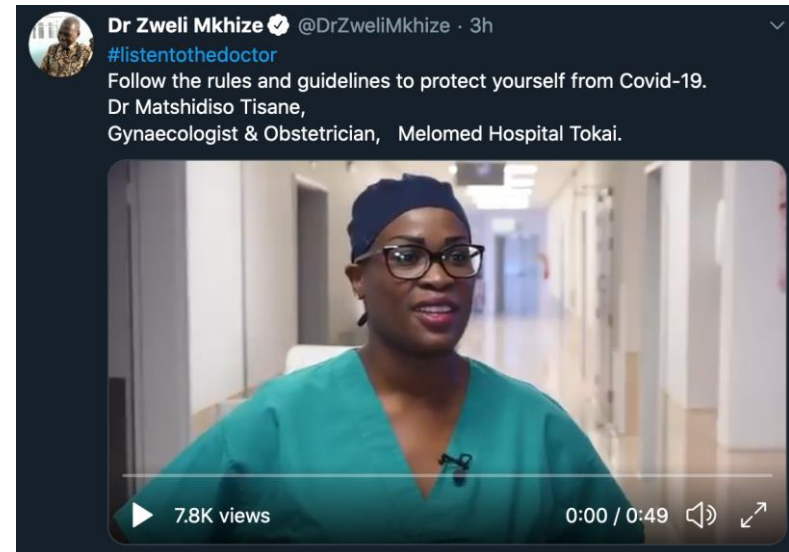 Dr Zweli Mkhize @DrZweliMkhize · 3h
#listentothedoctor
Follow the rules and guidelines to protect yourself from Covid-19.
Dr Matshidiso Tisane,
Gynaecologist & Obstetrician, Melomed Hospital Tokai.
7.8K views
0:00 / 0:49